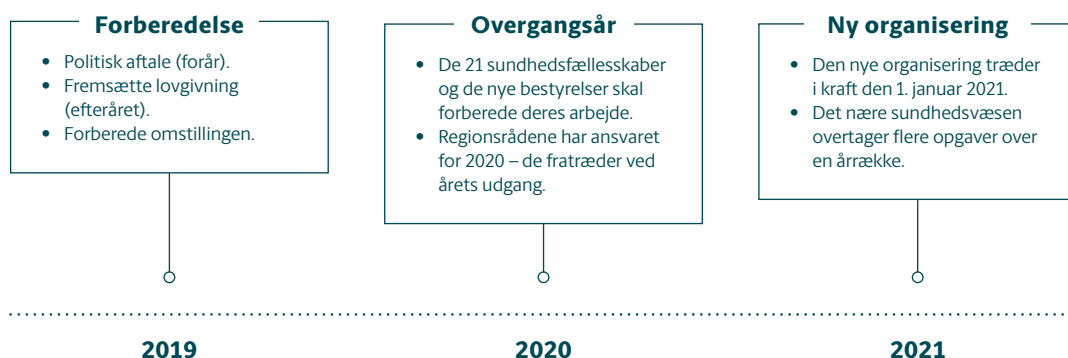 Forberedelse
• Politisk aftale (forår).
• Fremsætte lovgivning
(efteråret).
• Forberede omstillingen.
Overgangsår
• De 21 sundhedsfællesskaber
og de nye bestyrelser skal
forberede deres arbejde.
• Regionsrådene har ansvaret
for 2020 – de fratræder ved
årets udgang.
Ny organisering
• Den nye organisering træder
i kraft den 1. januar 2021.
• Det nære sundhedsvæsen
overtager flere opgaver over
en årrække.
2019
2020
2021